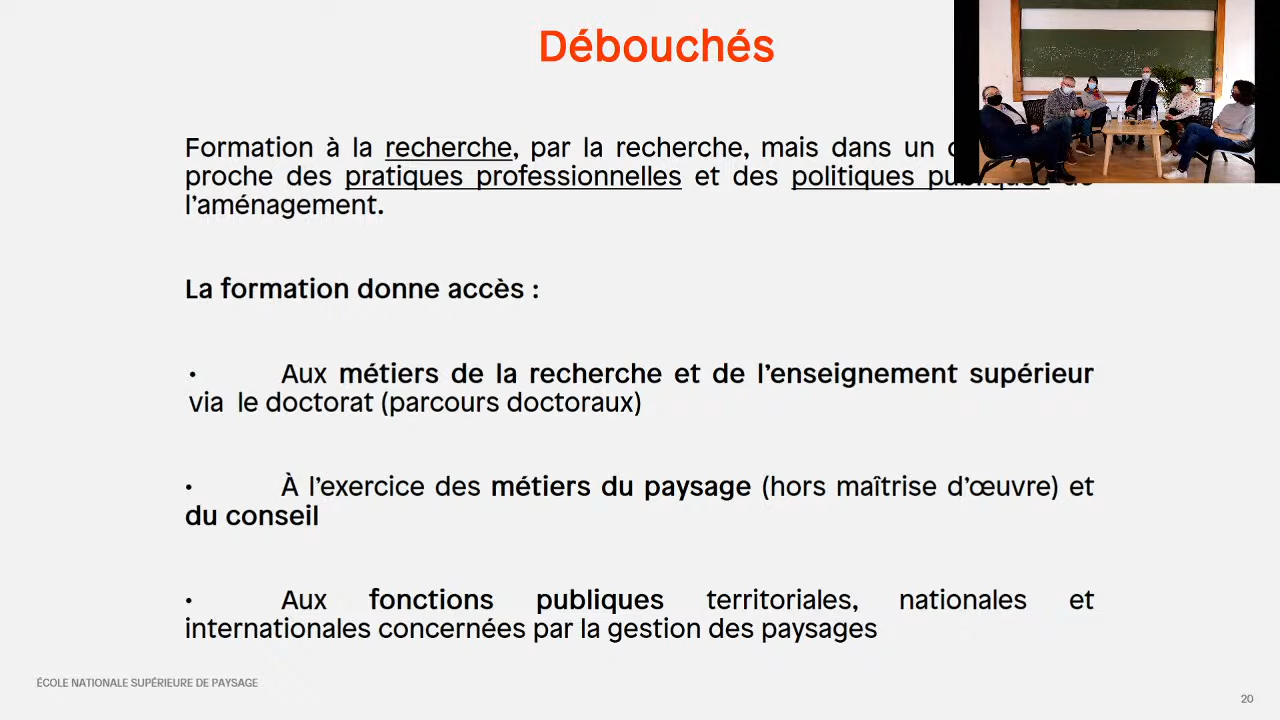 Débouchés
Formation à la recherche, par la recherche, mais dans un
proche des pratiques professionnelles et des politiques publiques de
l’aménagement.
La formation donne accès :
• Aux métiers de la recherche et de l’enseignement supérieur
via le doctorat (parcours doctoraux)
• À l’exercice des métiers du paysage (hors maîtrise d’œuvre) et
du conseil
• Aux fonctions publiques territoriales, nationales et
internationales concernées par la gestion des paysages
ÉCOLE NATIONALE SUPÉRIEURE DE PAYSAGE
20